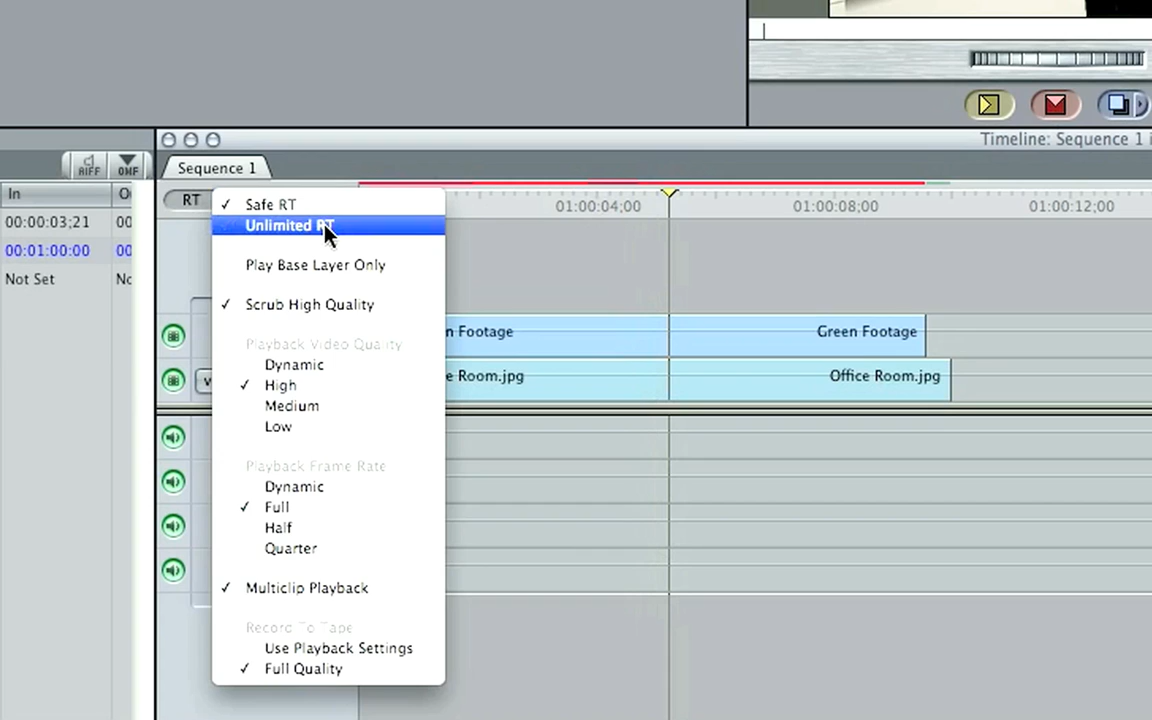 Timeline: Sequence 1 i
AIFF
OMF
Sequence 1
In
O
RT
00:00:03;21
00
00:01:00:00
00
Not Set
No
Safe RT
Unlimited RT
Play Base Layer Only
Scrub High Quality
Playback Video Quality
Dynamic
High
Medium
Low
Playback Frame Rate
Dynamic
Full
Half
Quarter
Multiclip Playback
Record To Tape
Use Playback Settings
Full Quality
01:00:04;00
01:00:08;00
01:00:12;00
n Footage
Green Footage
v
e Room.jpg
Office Room.jpg